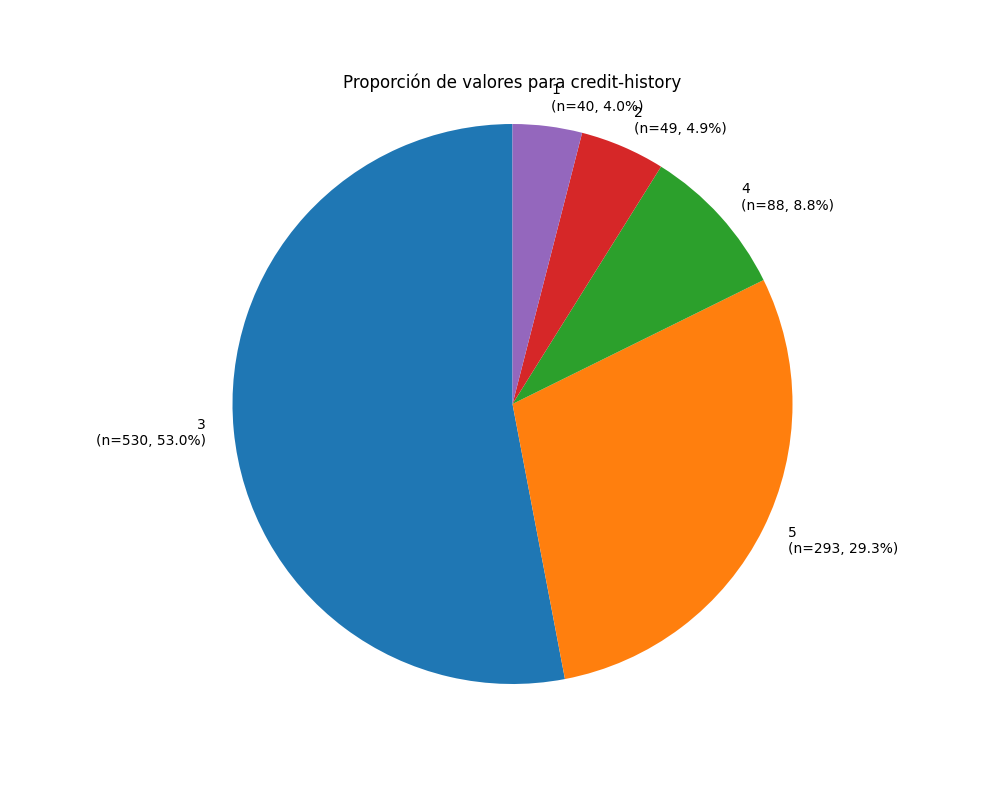 Proporción de valores para credit-history
1
(n=40, 4.0%)
2
(n=49, 4.9%)
4
(n=88, 8.8%)
3
(n=530, 53.0%)
5
(n=293, 29.3%)